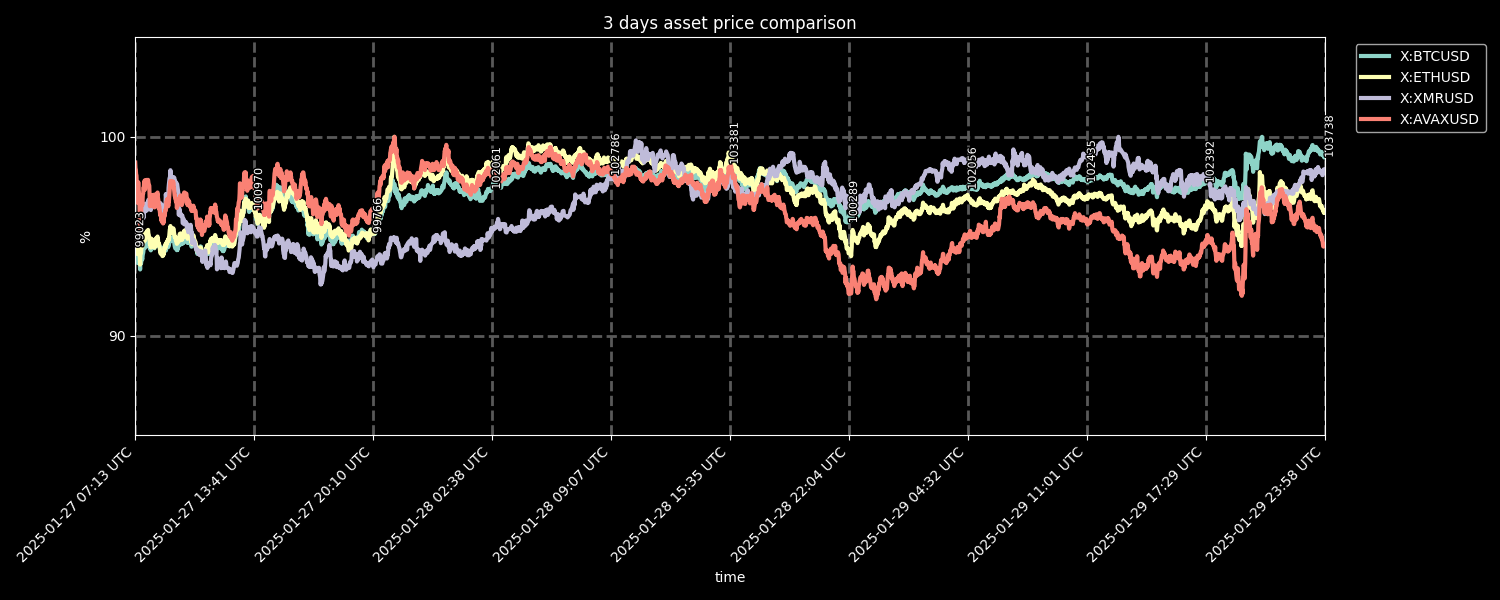 3 days asset price comparison
X:BTCUSD
X:ETHUSD
X:XMRUSD
X:AVAXUSD
100
90
%
99023
100970
99766
102061
102786
103381
100289
102056
102435
102392
103738
2025-01-27 07:13 UTC
2025-01-27 13:41 UTC
2025-01-27 20:10 UTC
2025-01-28 02:38 UTC
2025-01-28 09:07 UTC
2025-01-28 15:35 UTC
2025-01-28 22:04 UTC
2025-01-29 04:32 UTC
2025-01-29 11:01 UTC
2025-01-29 17:29 UTC
2025-01-29 23:58 UTC
time